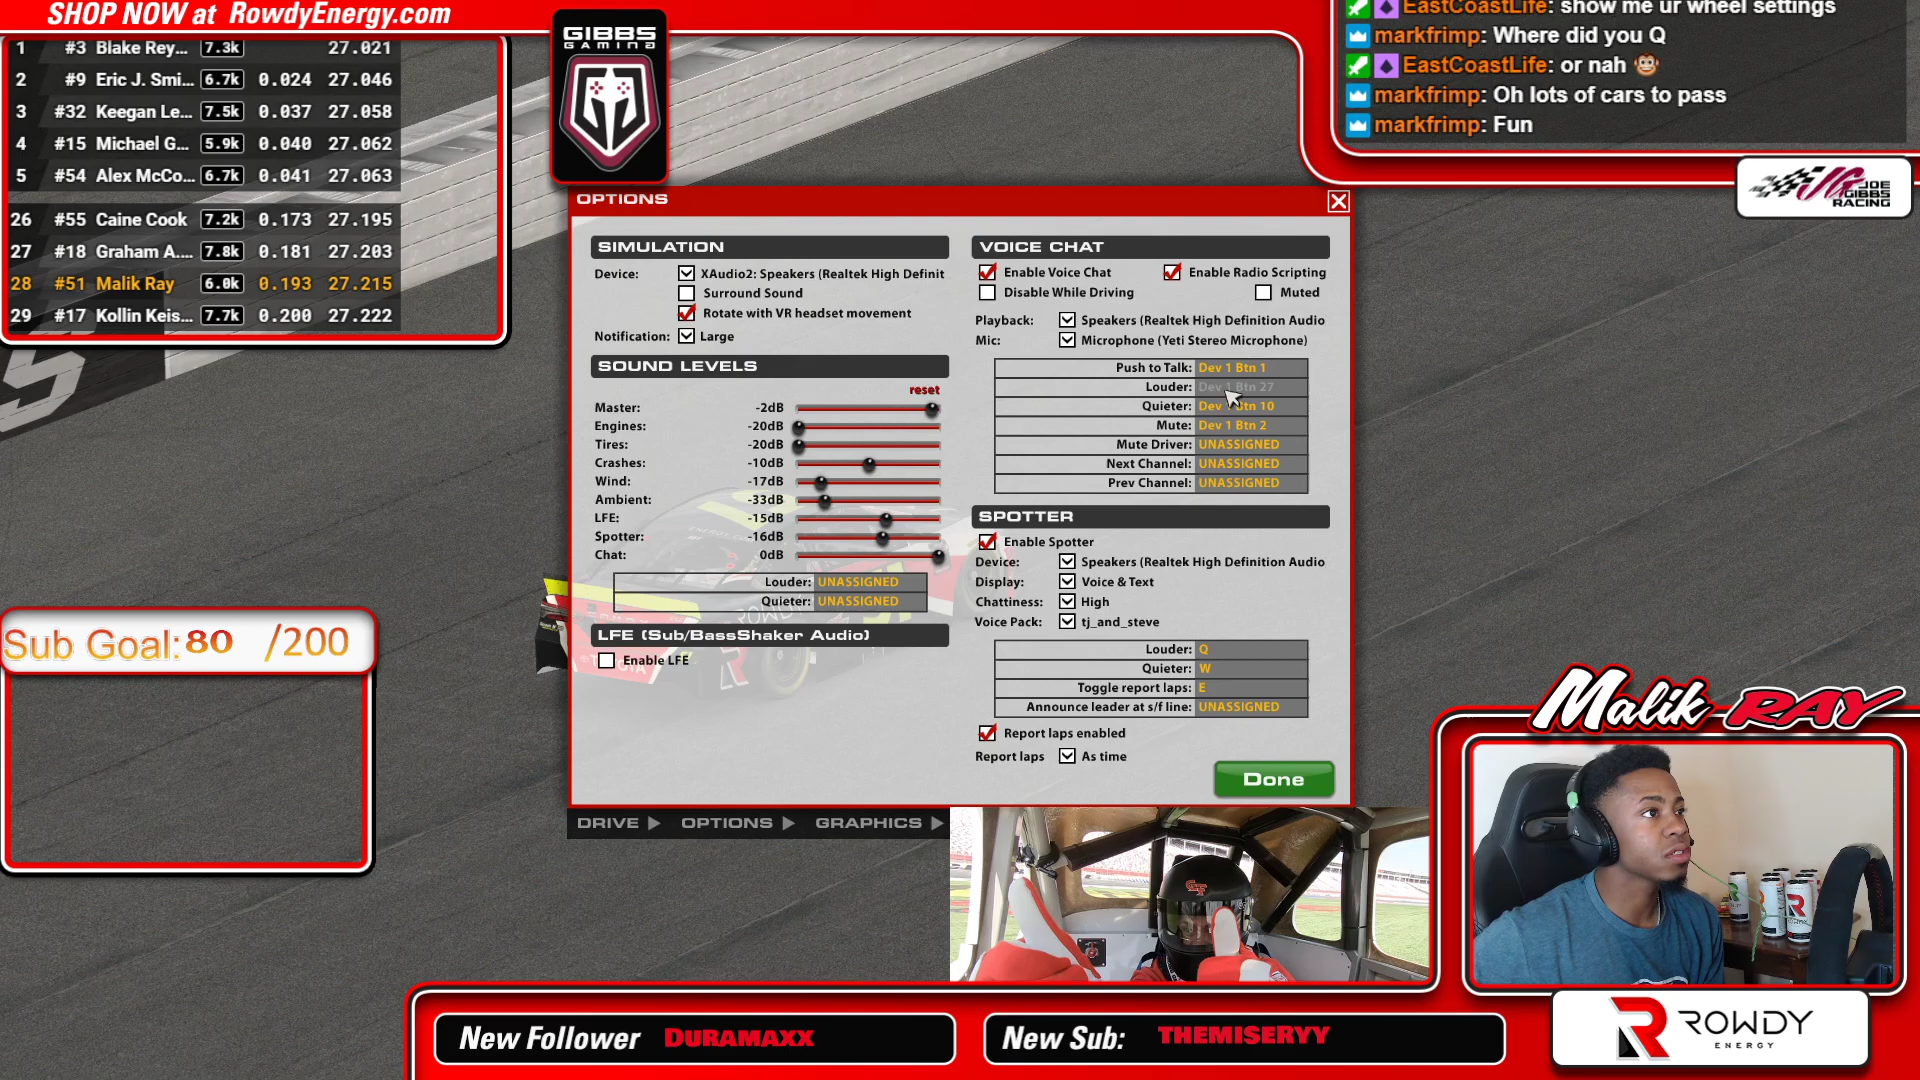 SHOP NOW at RowdyEnergy.com
1 #3 Blake Rey... 7.3k 27.021
2 #9 Eric J. Smi... 6.7k 0.024 27.046
3 #32 Keegan Le... 7.5k 0.037 27.058
4 #15 Michael G... 5.9k 0.040 27.062
5 #54 Alex McCo... 6.7k 0.041 27.063
26 #55 Caine Cook 7.2k 0.173 27.195
27 #18 Graham A.... 7.8k 0.181 27.203
28 #51 Malik Ray 6.0k 0.193 27.215
29 #17 Kollin Keis... 7.7k 0.200 27.222
GIBBS
GAMING
EastCoastLife: show me ur wheel settings
markfrimp: Where did you Q
EastCoastLife: or nah
markfrimp: Oh lots of cars to pass
markfrimp: Fun
JOE
GIBBS
RACING
OPTIONS
SIMULATION
Device: XAudio2: Speakers (Realtek High Definit
Surround Sound
Rotate with VR headset movement
Notification: Large
SOUND LEVELS
reset
Master: -2dB
Engines: -20dB
Tires: -20dB
Crashes: -10dB
Wind: -17dB
Ambient: -33dB
LFE: -15dB
Spotter: -16dB
Chat: 0dB
Louder: UNASSIGNED
Quieter: UNASSIGNED
LFE (Sub/BassShaker Audio)
Enable LFE
VOICE CHAT
Enable Voice Chat Enable Radio Scripting
Disable While Driving Muted
Playback: Speakers (Realtek High Definition Audio
Mic: Microphone (Yeti Stereo Microphone)
Push to Talk: Dev 1 Btn 1
Louder: Dev 1 Btn 27
Quieter: Dev Btn 10
Mute: Dev 1 Btn 2
Mute Driver: UNASSIGNED
Next Channel: UNASSIGNED
Prev Channel: UNASSIGNED
SPOTTER
Enable Spotter
Device: Speakers (Realtek High Definition Audio
Display: Voice & Text
Chattiness: High
Voice Pack: tj_and_steve
Louder: Q
Quieter: W
Toggle report laps: E
Announce leader at s/f line: UNASSIGNED
Report laps enabled
Report laps As time
Done
DRIVE OPTIONS GRAPHICS
Sub Goal: 80 /200
Malik RAY
New Follower DURAMAXX
New Sub: THEMISERYY
ROWDY
ENERGY